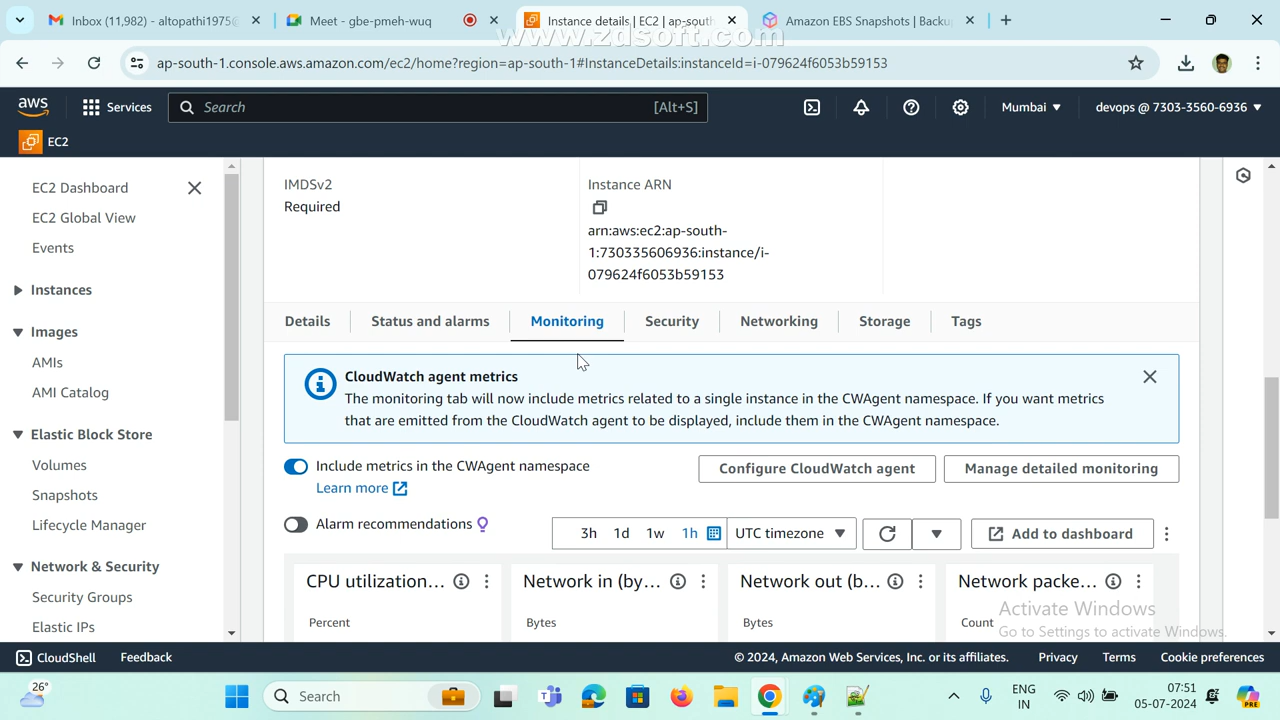 Inbox (11,982) - altopathi1975@
Meet - gbe-pmeh-wuq
Instance details | EC2 | ap-south
Amazon EBS Snapshots | Backup
www.zdsoft.com
ap-south-1.console.aws.amazon.com/ec2/home?region=ap-south-1#InstanceDetails:instanceId=i-079624f6053b59153
aws
Services
Search
[Alt+S]
Mumbai
devops @ 7303-3560-6936
EC2
EC2 Dashboard
EC2 Global View
Events
Instances
Images
AMIs
AMI Catalog
Elastic Block Store
Volumes
Snapshots
Lifecycle Manager
Network & Security
Security Groups
Elastic IPs
IMDSv2
Required
Instance ARN
arn:aws:ec2:ap-south-
1:730335606936:instance/i-
079624f6053b59153
Details
Status and alarms
Monitoring
Security
Networking
Storage
Tags
CloudWatch agent metrics
The monitoring tab will now include metrics related to a single instance in the CWAgent namespace. If you want metrics
that are emitted from the CloudWatch agent to be displayed, include them in the CWAgent namespace.
Include metrics in the CWAgent namespace
Learn more
Configure CloudWatch agent
Manage detailed monitoring
Alarm recommendations
3h
1d
1w
1h
UTC timezone
Add to dashboard
CPU utilization...
Network in (by...
Network out (b...
Network packe...
Percent
Bytes
Bytes
Count
Activate Windows
Go to Settings to activate Windows.
CloudShell
Feedback
© 2024, Amazon Web Services, Inc. or its affiliates.
Privacy
Terms
Cookie preferences
26°
Search
ENG
IN
07:51
05-07-2024
PRE